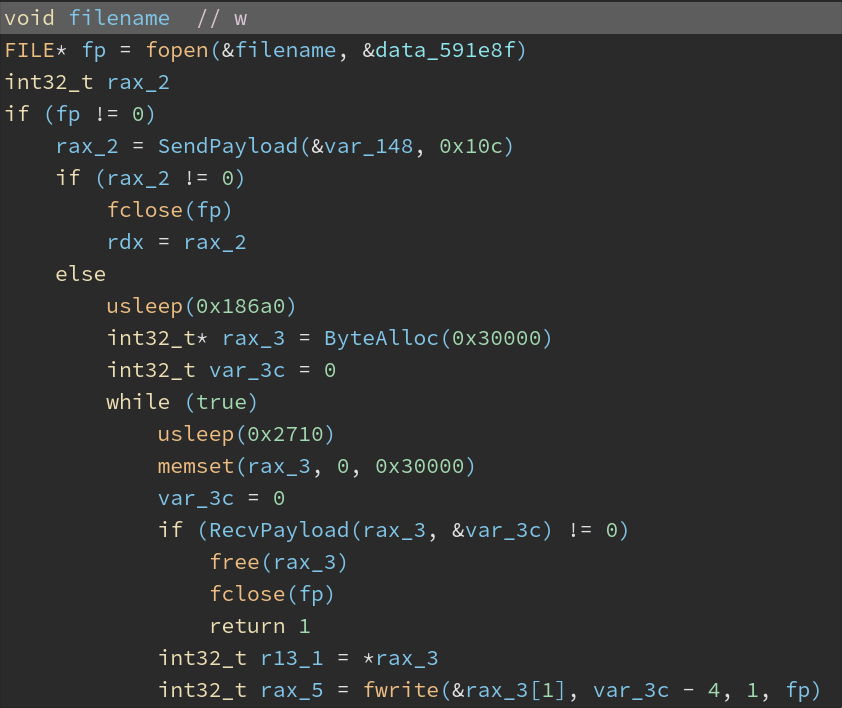 void filename  // w
FILE* fp = fopen(&filename, &data_591e8f)
int32_t rax_2
if (fp != 0)
    rax_2 = SendPayload(&var_148, 0x10c)
    if (rax_2 != 0)
        fclose(fp)
        rdx = rax_2
    else
        usleep(0x186a0)
        int32_t* rax_3 = ByteAlloc(0x30000)
        int32_t var_3c = 0
        while (true)
            usleep(0x2710)
            memset(rax_3, 0, 0x30000)
            var_3c = 0
            if (RecvPayload(rax_3, &var_3c) != 0)
                free(rax_3)
                fclose(fp)
                return 1
            int32_t r13_1 = *rax_3
            int32_t rax_5 = fwrite(&rax_3[1], var_3c - 4, 1, fp)